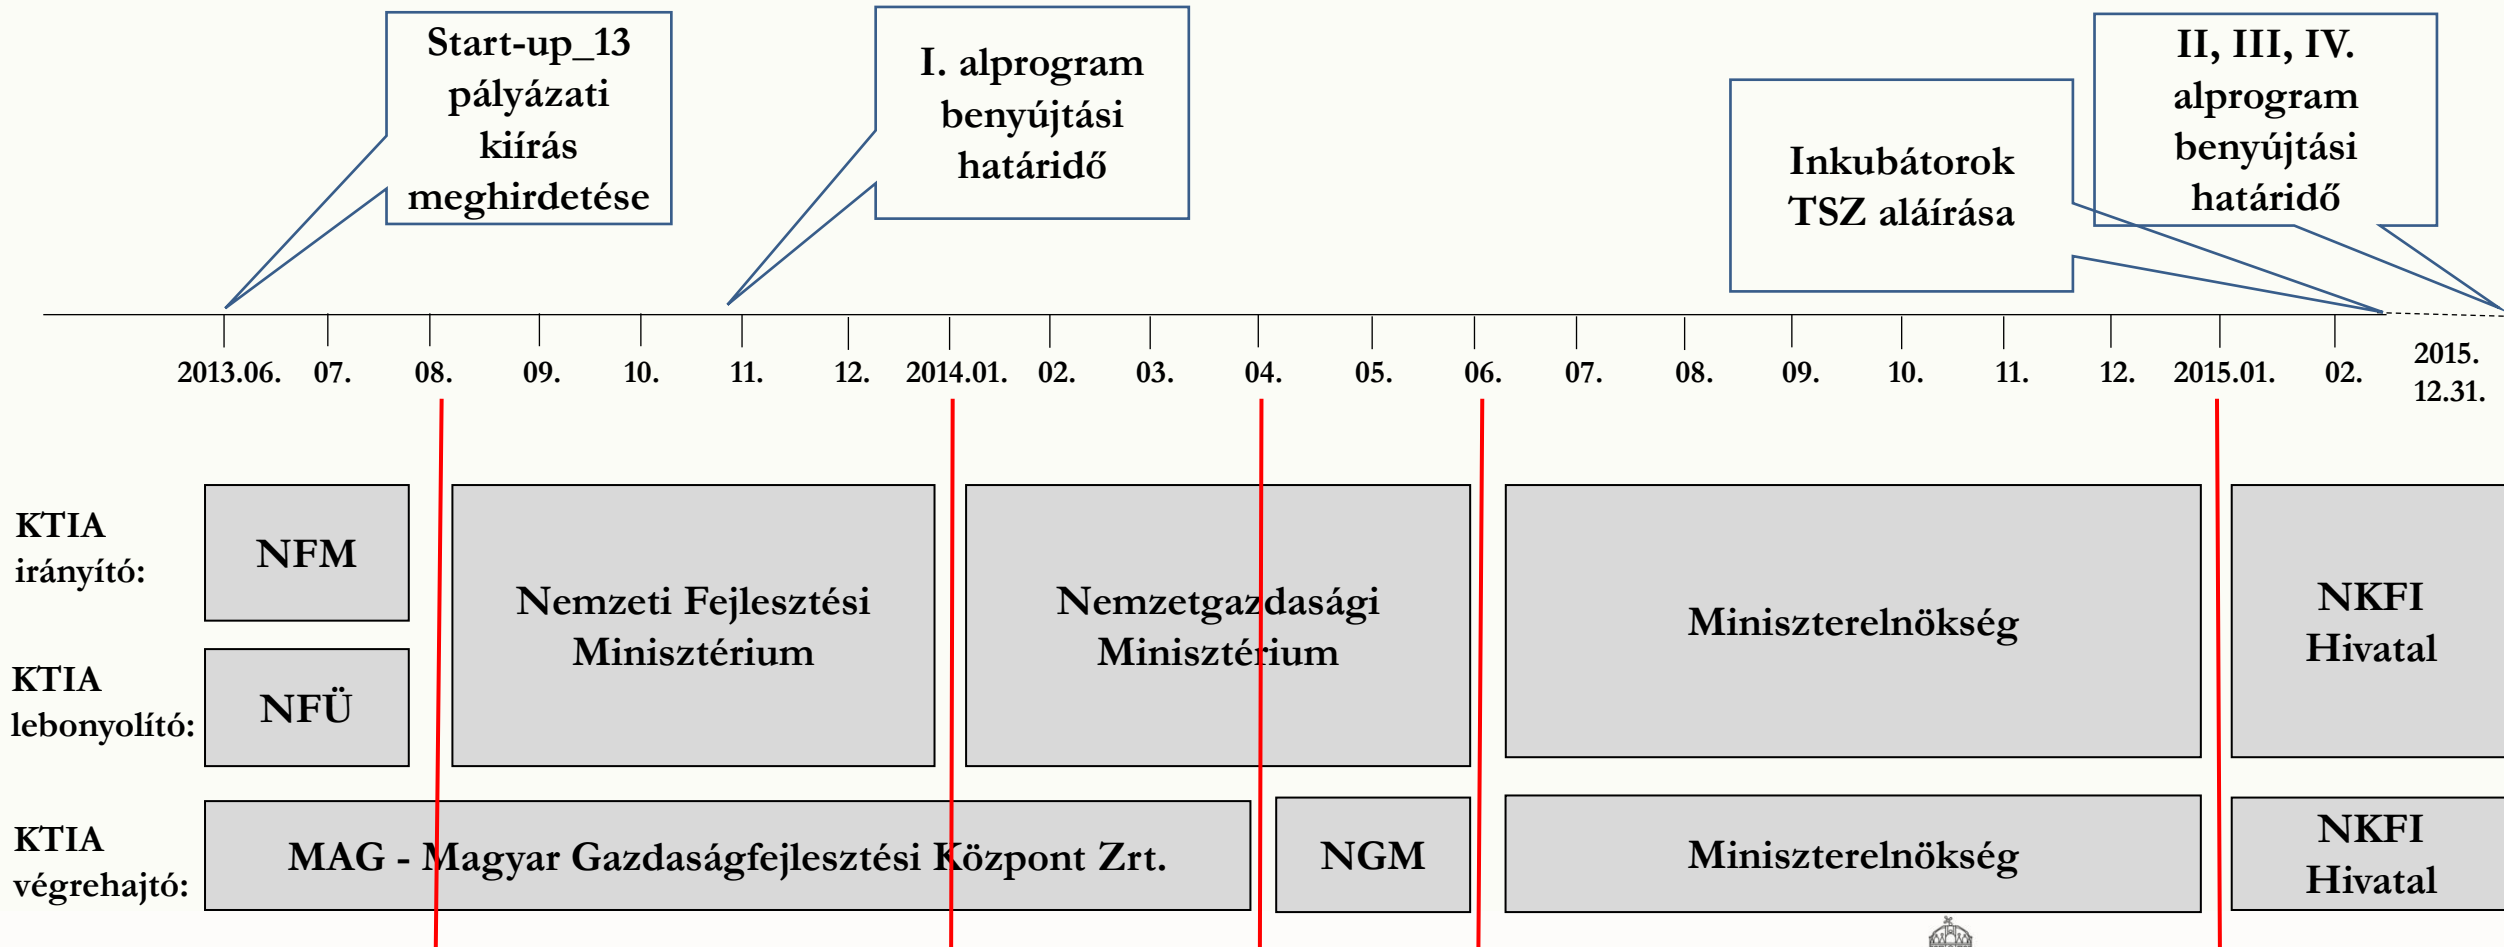 Start-up_13
pályázati
kiírás
meghirdetése
I. alprogram
benyújtási
határidő
Inkubátorok
TSZ aláírása
II, III, IV.
alprogram
benyújtási
határidő
2013.06. 07. 08. 09. 10. 11. 12. 2014.01. 02. 03. 04. 05. 06. 07. 08. 09. 10. 11. 12. 2015.01. 02. 2015.
12.31.
KTIA
irányító:
NFM
Nemzeti Fejlesztési
Minisztérium
Nemzetgazdasági
Minisztérium
Miniszterelnökség
NKFI
Hivatal
KTIA
lebonyolító:
NFÜ
KTIA
végrehajtó:
MAG - Magyar Gazdaságfejlesztési Központ Zrt.
NGM
Miniszterelnökség
NKFI
Hivatal